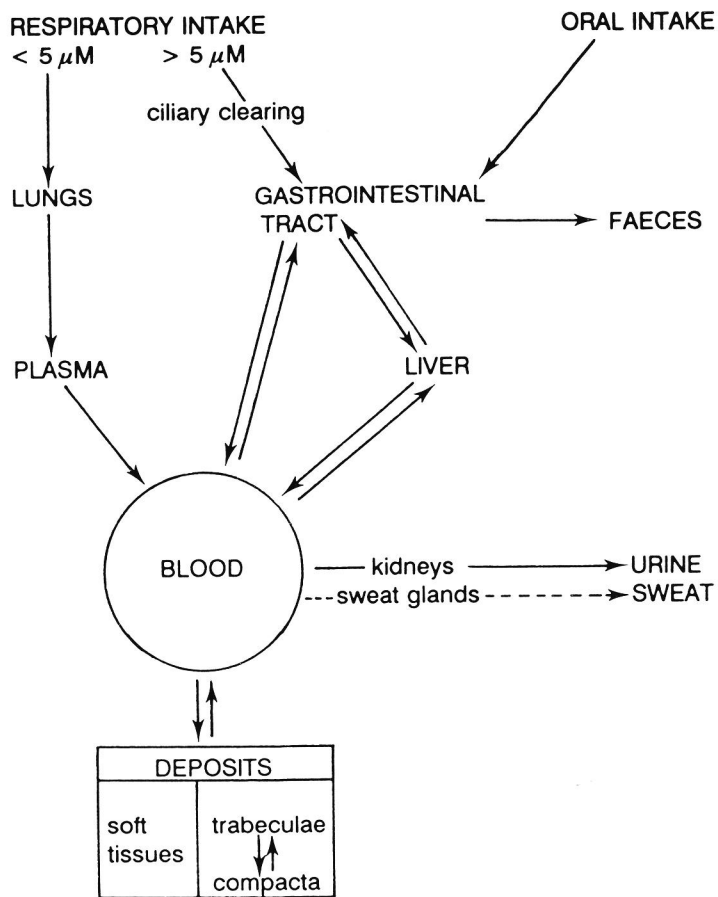 RESPIRATORY INTAKE
< 5 μM > 5 μM
ORAL INTAKE
ciliary clearing
LUNGS
GASTROINTESTINAL
TRACT
FAECES
PLASMA
LIVER
BLOOD
kidneys
URINE
sweat glands
SWEAT
DEPOSITS
soft
tissues
trabeculae
compacta